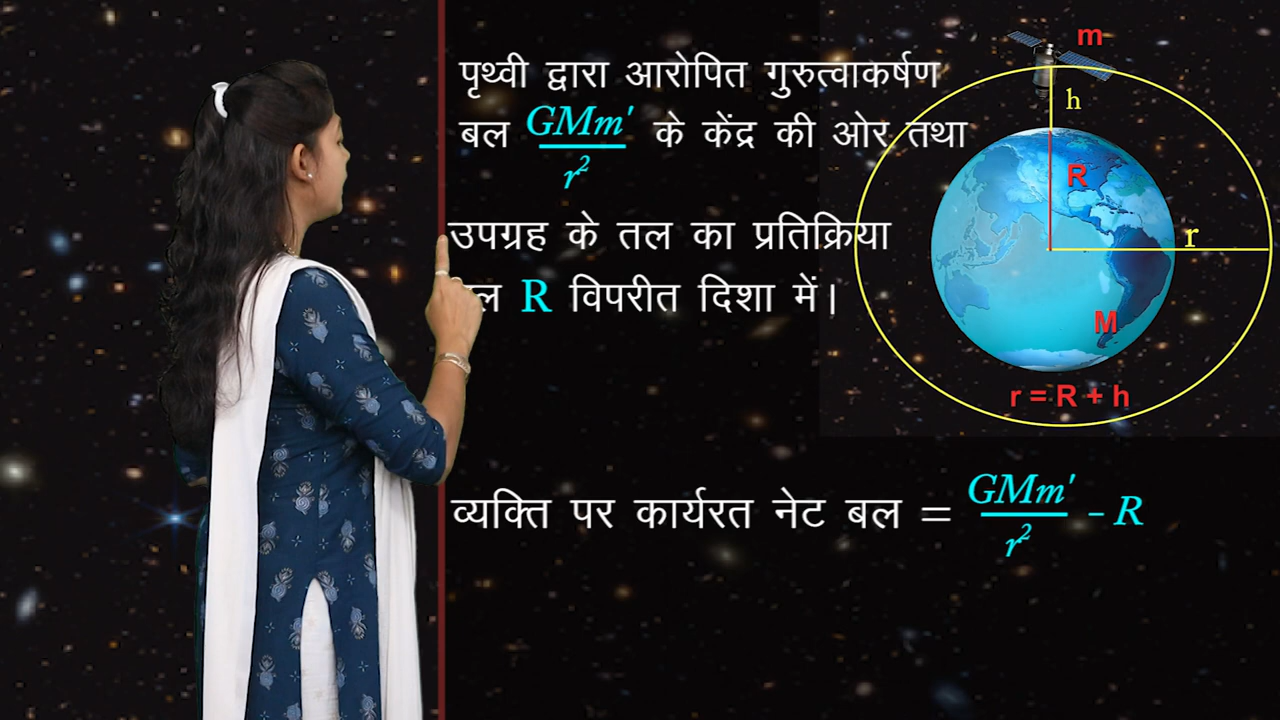 पृथ्वी द्वारा आरोपित गुरुत्वाकर्षण
बल GMm'/r² के केंद्र की ओर तथा
उपग्रह के तल का प्रतिक्रिया
R विपरीत दिशा में।
व्यक्ति पर कार्यरत नेट बल = GMm'/r² - R
m
h
R
r
M
r = R + h